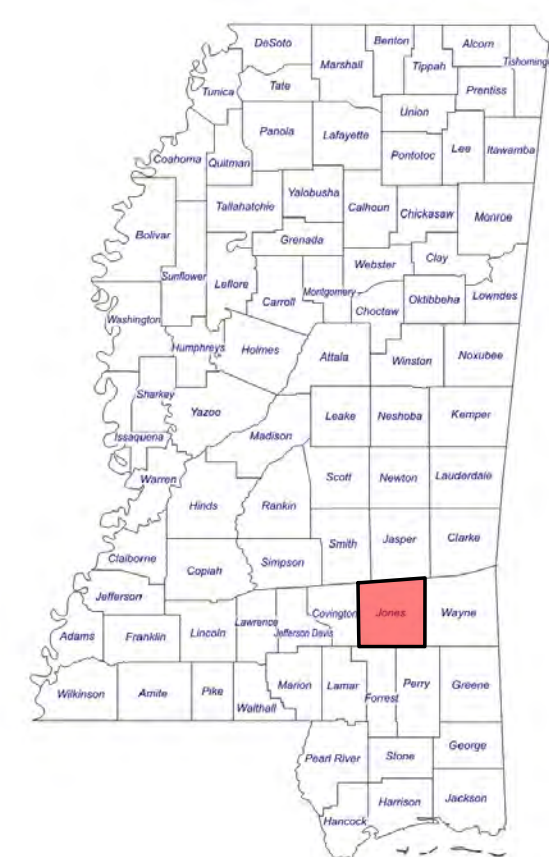 DeSoto
Benton
Alcorn
Marshall
Tippah
Tishomingo
Tunica
Tate
Prentiss
Union
Panola
Lafayette
Lee
Itawamba
Coahoma
Quitman
Pontotoc
Yalobusha
Tallahatchie
Calhoun
Chickasaw
Monroe
Bolivar
Grenada
Sunflower
Leflore
Webster
Clay
Montgomery
Carroll
Oktibbeha
Lowndes
Choctaw
Washington
Humphreys
Holmes
Attala
Winston
Noxubee
Sharkey
Yazoo
Leake
Neshoba
Kemper
Issaquena
Madison
Warren
Scott
Newton
Lauderdale
Hinds
Rankin
Smith
Jasper
Clarke
Claiborne
Copiah
Simpson
Jefferson
Covington
Jones
Wayne
Lawrence
Jefferson Davis
Adams
Franklin
Lincoln
Marion
Lamar
Forrest
Perry
Greene
Wilkinson
Amite
Pike
Walthall
Pearl River
Stone
George
Hancock
Harrison
Jackson